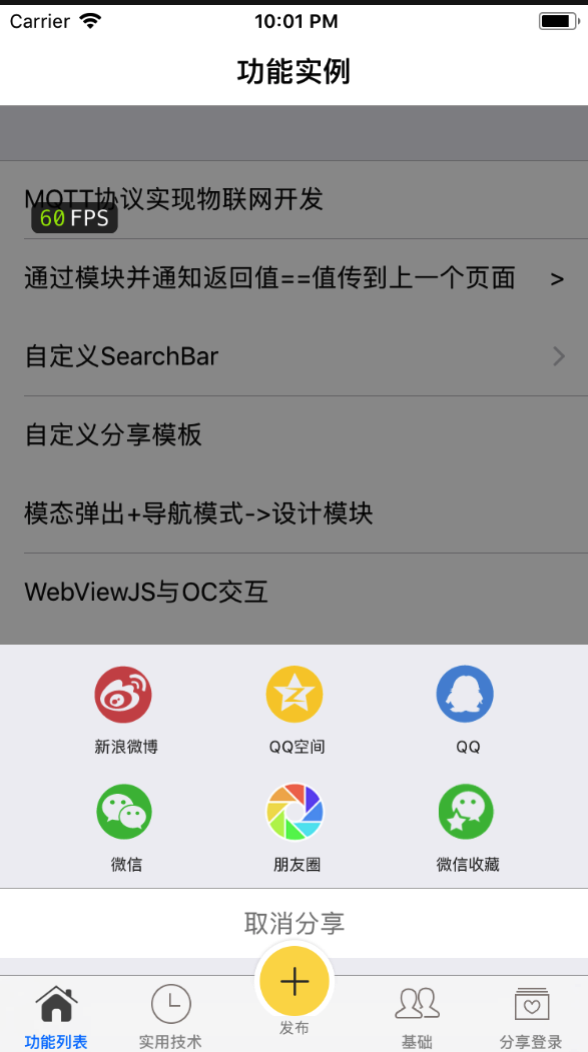 Carrier 10:01 PM
功能实例
MQTT协议实现物联网开发
60 FPS
通过模块并通知返回值==值传到上一个页面 >
自定义SearchBar
自定义分享模板
模态弹出+导航模式->设计模块
WebViewJS与OC交互
新浪微博 QQ空间 QQ
微信 朋友圈 微信收藏
取消分享
功能列表 实用技术 发布 基础 分享登录